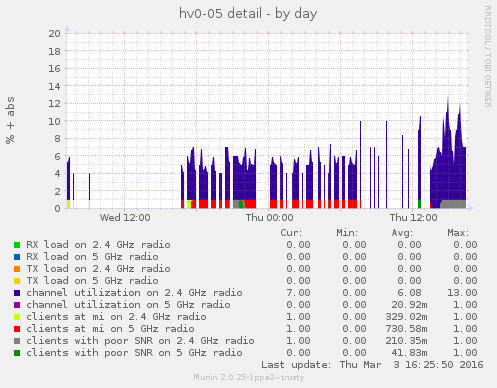 hv0-05 detail - by day
RRDTOOL / TOBI OETIKER
% + abs
20
18
16
14
12
10
8
6
4
2
0
Wed 12:00 Thu 00:00 Thu 12:00
Cur: Min: Avg: Max:
RX load on 2.4 GHz radio 0.00 0.00 0.00 0.00
RX load on 5 GHz radio 0.00 0.00 0.00 0.00
TX load on 2.4 GHz radio 0.00 0.00 0.00 0.00
TX load on 5 GHz radio 0.00 0.00 0.00 0.00
channel utilization on 2.4 GHz radio 7.00 0.00 6.08 13.00
channel utilization on 5 GHz radio 0.00 0.00 20.92m 1.00
clients at mi on 2.4 GHz radio 1.00 0.00 329.02m 1.00
clients at mi on 5 GHz radio 1.00 0.00 730.58m 1.00
clients with poor SNR on 2.4 GHz radio 1.00 0.00 210.35m 1.00
clients with poor SNR on 5 GHz radio 0.00 0.00 41.83m 1.00
Last update: Thu Mar 3 16:25:50 2016
Munin 2.0.25-1ppa2~trusty